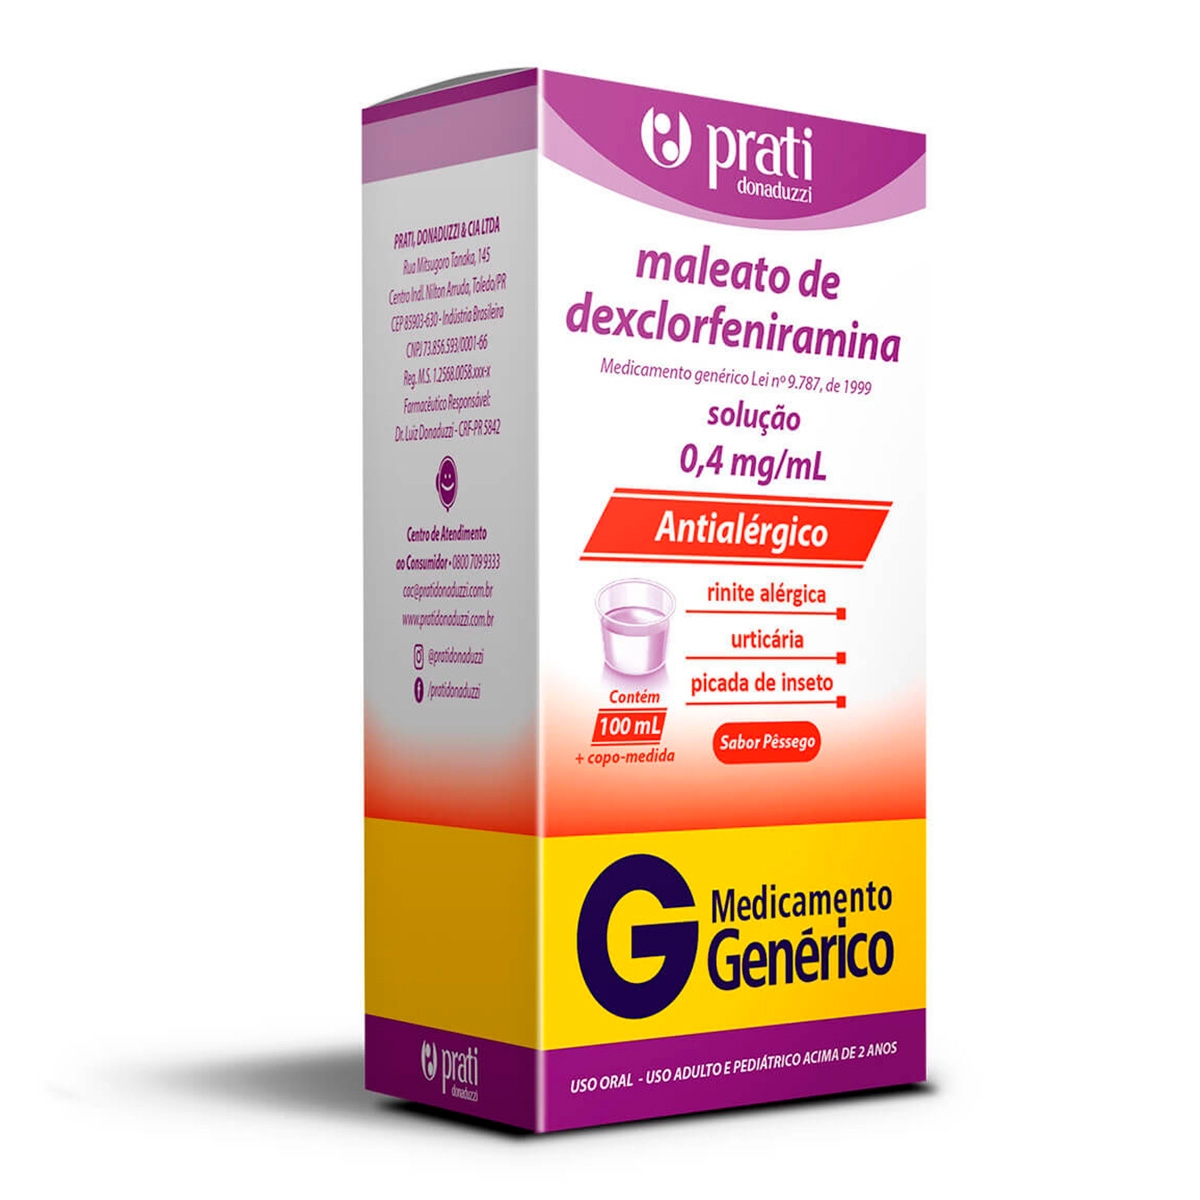 prati
donaduzzi
maleato de
dexclorfeniramina
Medicamento genérico Lei nº 9.787, de 1999
solução
0,4 mg/mL
Antialérgico
rinite alérgica
urticária
picada de inseto
Contém
100 mL
+ copo-medida
Sabor Pêssego
G
Medicamento
Genérico
USO ORAL - USO ADULTO E PEDIÁTRICO ACIMA DE 2 ANOS
PRATI, DONADUZZI & CIA LTDA
Rua Mitsugoro Tanaka, 145
Centro Indl. Nilton Arruda, Toledo/PR
CEP 85903-630 - Indústria Brasileira
CNPJ 73.856.593/0001-66
Reg. M.S. 1.2568.0058.xxx-x
Farmacêutico Responsável:
Dr. Luiz Donaduzzi - CRF-PR 5842
Centro de Atendimento
ao Consumidor - 0800 709 9333
cac@pratidonaduzzi.com.br
www.pratidonaduzzi.com.br
@pratidonaduzzi
/pratidonaduzzi
prati
donaduzzi